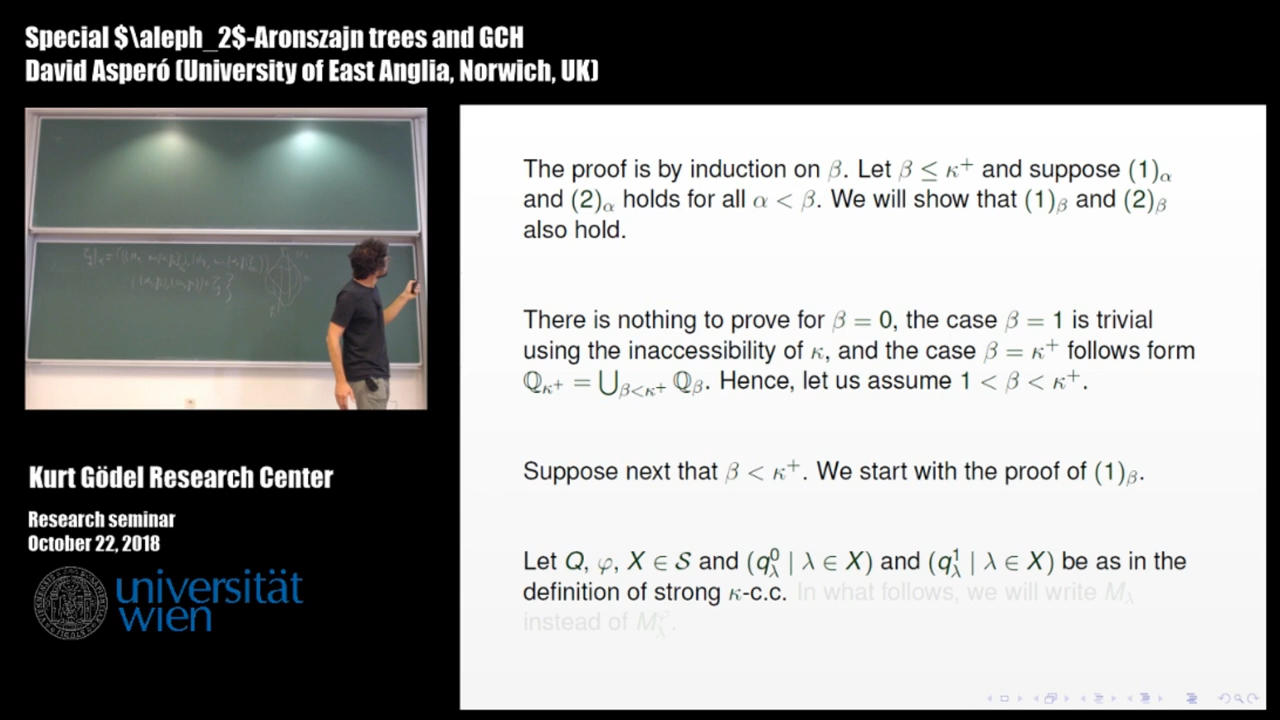 Special $\aleph_2$-Aronszajn trees and GCH
David Asperó (University of East Anglia, Norwich, UK)
The proof is by induction on β. Let β ≤ κ⁺ and suppose (1)α
and (2)α holds for all α < β. We will show that (1)β and (2)β
also hold.
There is nothing to prove for β = 0, the case β = 1 is trivial
using the inaccessibility of κ, and the case β = κ⁺ follows form
ℚκ⁺ = ⋃β<κ⁺ ℚβ. Hence, let us assume 1 < β < κ⁺.
Suppose next that β < κ⁺. We start with the proof of (1)β.
Let Q, φ, X ∈ 𝒮 and (q⁰λ | λ ∈ X) and (q¹λ | λ ∈ X) be as in the
definition of strong κ-c.c. In what follows, we will write Mλ
instead of Mᵠλ.
Kurt Gödel Research Center
Research seminar
October 22, 2018
universität
wien